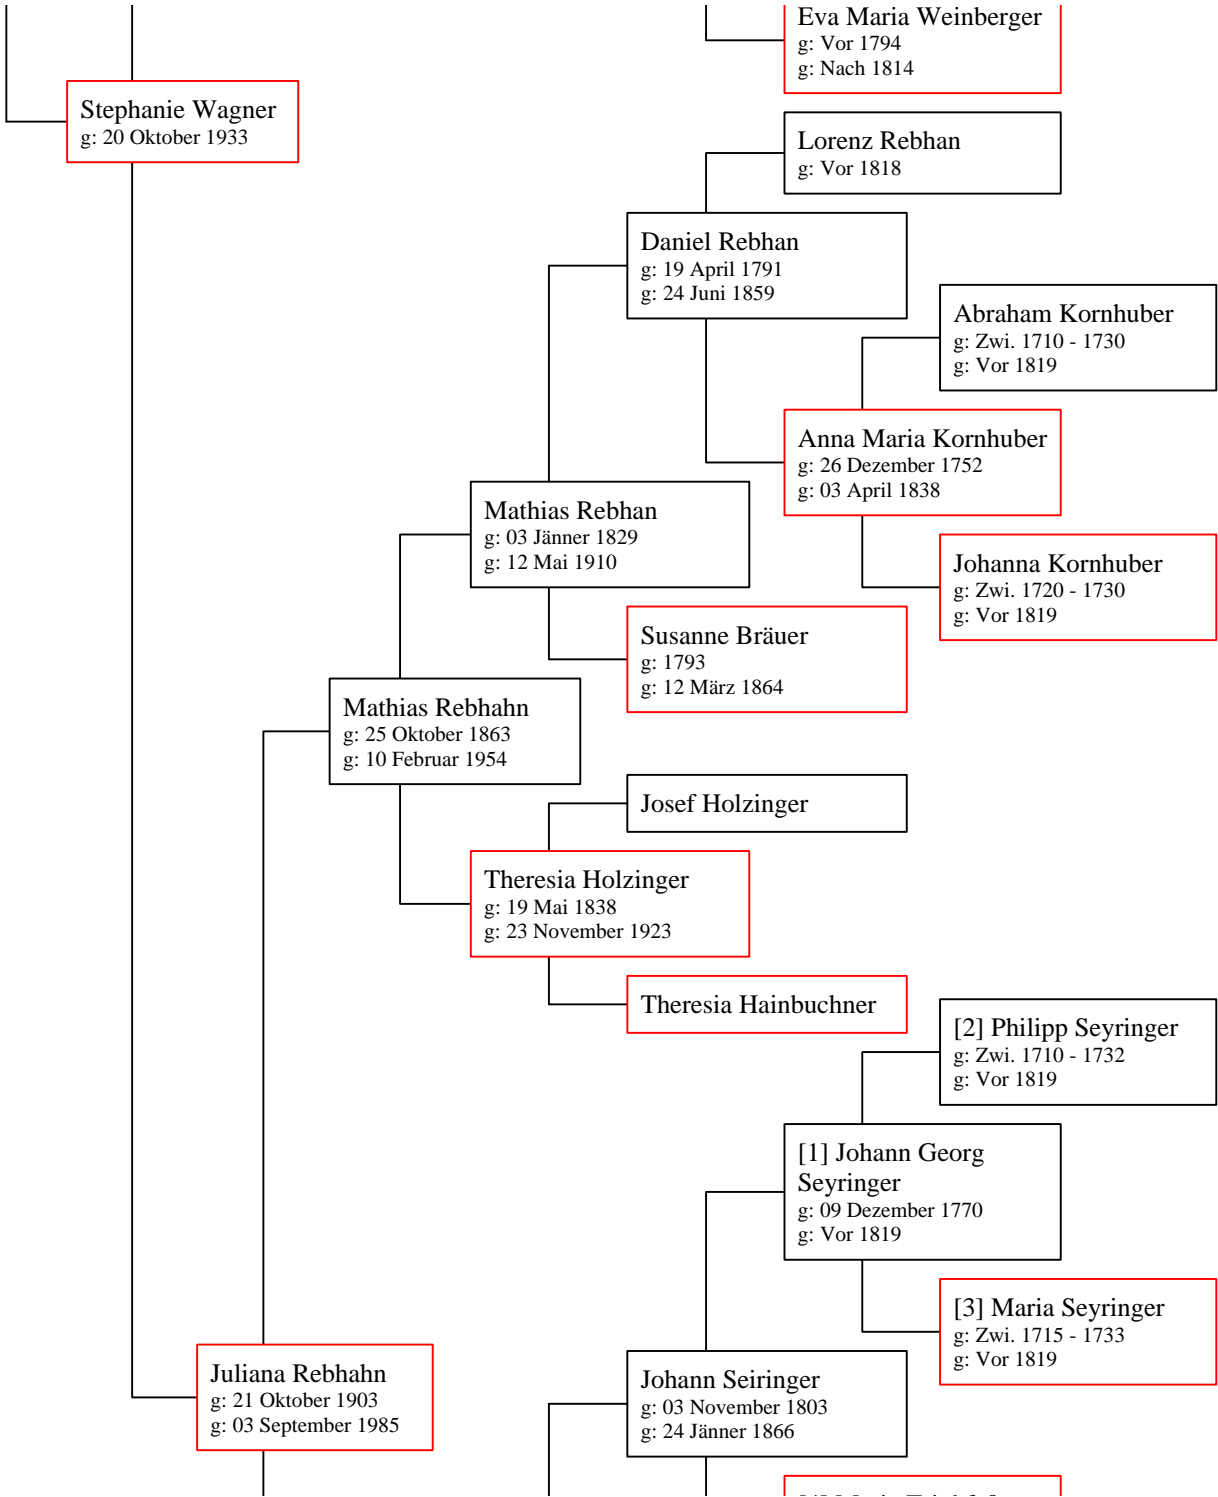 Eva Maria Weinberger
g: Vor 1794
g: Nach 1814
Stephanie Wagner
g: 20 Oktober 1933
Lorenz Rebhan
g: Vor 1818
Daniel Rebhan
g: 19 April 1791
g: 24 Juni 1859
Abraham Kornhuber
g: Zwi. 1710 - 1730
g: Vor 1819
Anna Maria Kornhuber
g: 26 Dezember 1752
g: 03 April 1838
Mathias Rebhan
g: 03 Jänner 1829
g: 12 Mai 1910
Johanna Kornhuber
g: Zwi. 1720 - 1730
g: Vor 1819
Susanne Bräuer
g: 1793
g: 12 März 1864
Mathias Rebhahn
g: 25 Oktober 1863
g: 10 Februar 1954
Josef Holzinger
Theresia Holzinger
g: 19 Mai 1838
g: 23 November 1923
Theresia Hainbuchner
[2] Philipp Seyringer
g: Zwi. 1710 - 1732
g: Vor 1819
[1] Johann Georg
Seyringer
g: 09 Dezember 1770
g: Vor 1819
[3] Maria Seyringer
g: Zwi. 1715 - 1733
g: Vor 1819
Juliana Rebhahn
g: 21 Oktober 1903
g: 03 September 1985
Johann Seiringer
g: 03 November 1803
g: 24 Jänner 1866